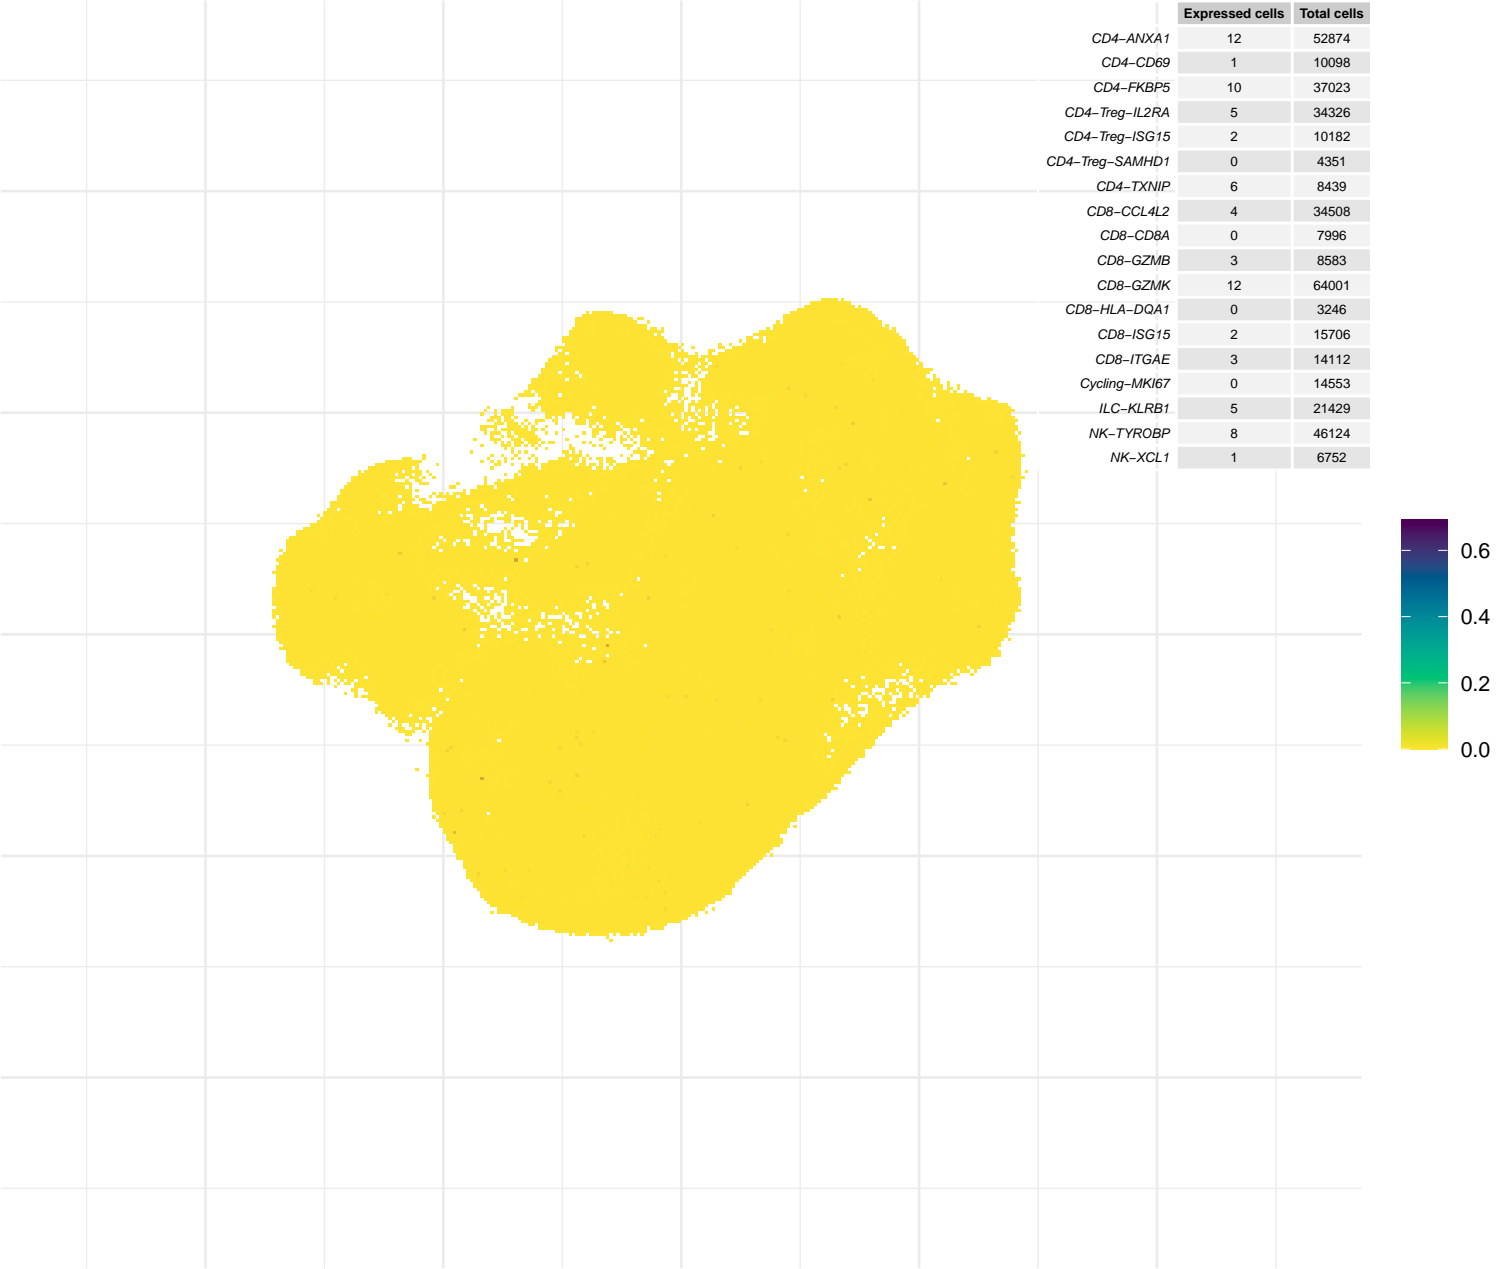 Expressed cells Total cells
CD4−ANXA1 12 52874
CD4−CD69 1 10098
CD4−FKBP5 10 37023
CD4−Treg−IL2RA 5 34326
CD4−Treg−ISG15 2 10182
CD4−Treg−SAMHD1 0 4351
CD4−TXNIP 6 8439
CD8−CCL4L2 4 34508
CD8−CD8A 0 7996
CD8−GZMB 3 8583
CD8−GZMK 12 64001
CD8−HLA−DQA1 0 3246
CD8−ISG15 2 15706
CD8−ITGAE 3 14112
Cycling−MKI67 0 14553
ILC−KLRB1 5 21429
NK−TYROBP 8 46124
NK−XCL1 1 6752
0.6
0.4
0.2
0.0